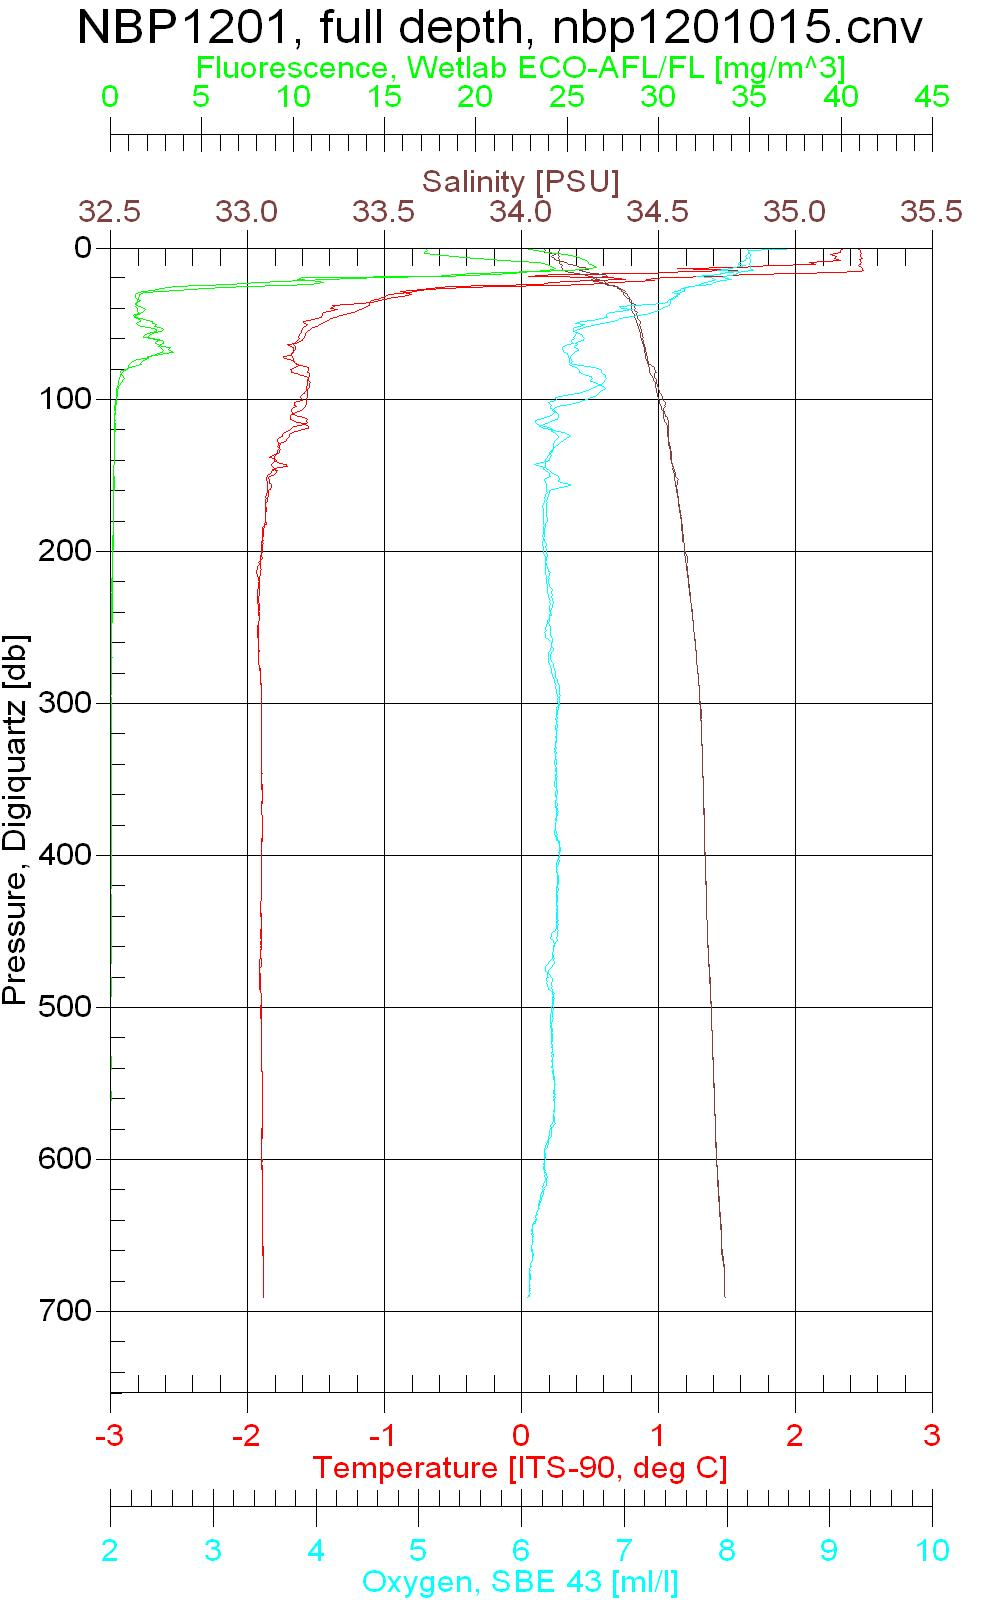 NBP1201, full depth, nbp1201015.cnv
Fluorescence, Wetlab ECO-AFL/FL [mg/m^3]
0 5 10 15 20 25 30 35 40 45
Salinity [PSU]
32.5 33.0 33.5 34.0 34.5 35.0 35.5
0
100
200
300
400
500
600
700
Pressure, Digiquartz [db]
-3 -2 -1 0 1 2 3
Temperature [ITS-90, deg C]
2 3 4 5 6 7 8 9 10
Oxygen, SBE 43 [ml/l]